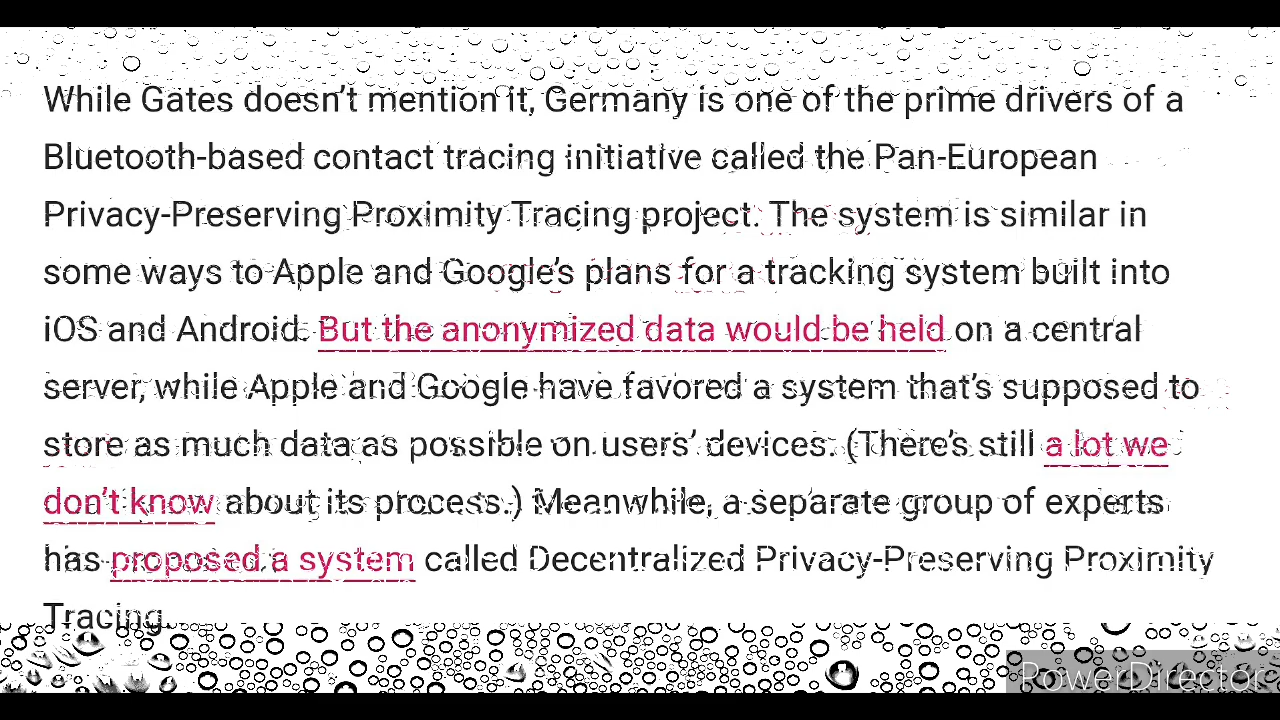 While Gates doesn’t mention it, Germany is one of the prime drivers of a
Bluetooth-based contact tracing initiative called the Pan-European
Privacy-Preserving Proximity Tracing project. The system is similar in
some ways to Apple and Google’s plans for a tracking system built into
iOS and Android. But the anonymized data would be held on a central
server, while Apple and Google have favored a system that’s supposed to
store as much data as possible on users’ devices. (There’s still a lot we
don’t know about its process.) Meanwhile, a separate group of experts
has proposed a system called Decentralized Privacy-Preserving Proximity
Tracing.
PowerDirector